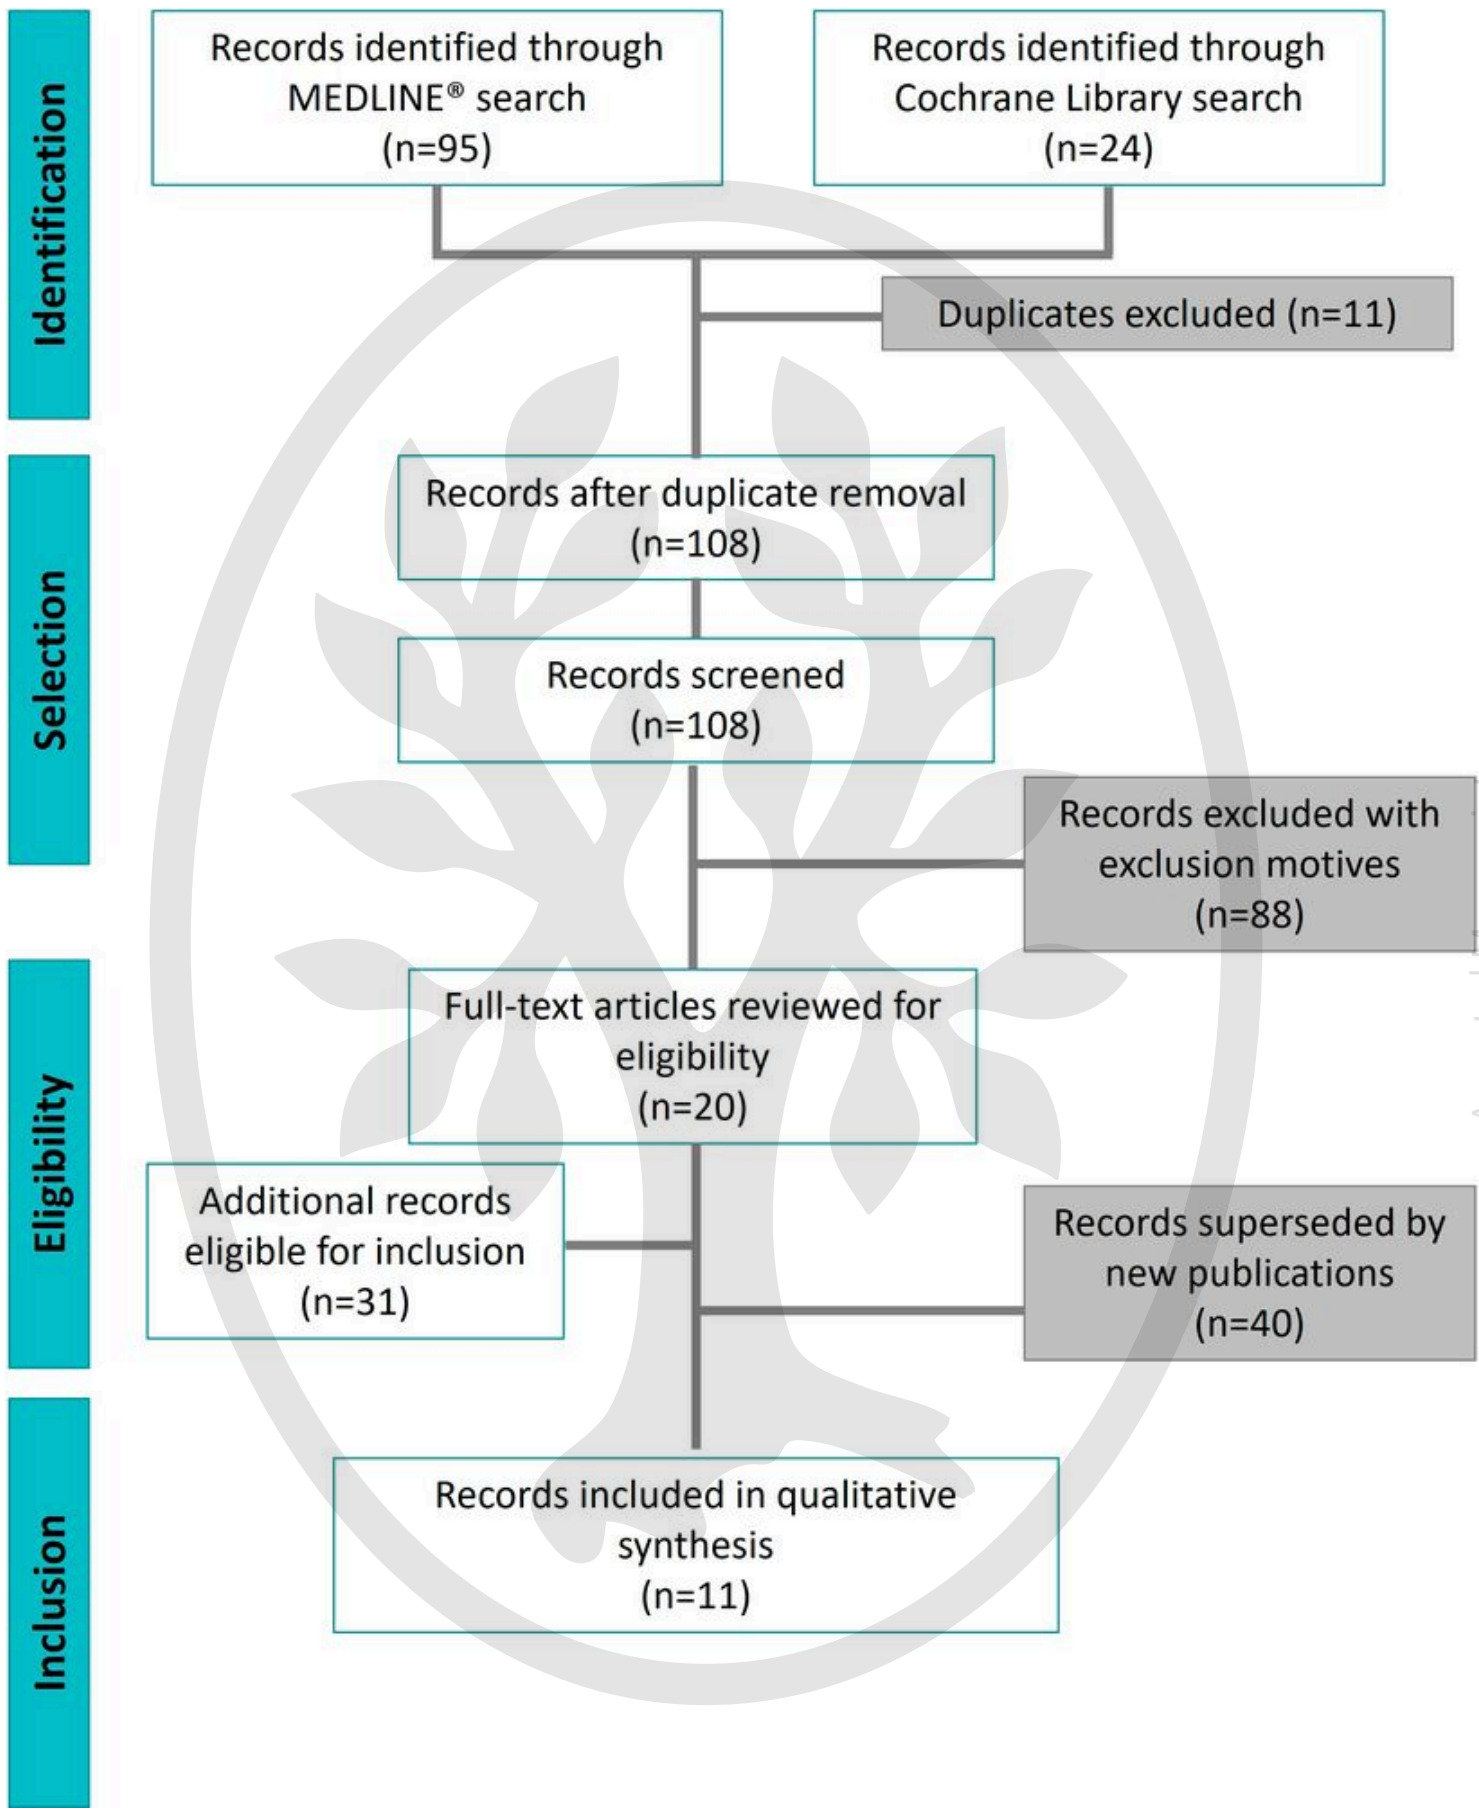 Identification
Records identified through
MEDLINE® search
(n=95)
Records identified through
Cochrane Library search
(n=24)
Duplicates excluded (n=11)
Selection
Records after duplicate removal
(n=108)
Records screened
(n=108)
Records excluded with
exclusion motives
(n=88)
Eligibility
Full-text articles reviewed for
eligibility
(n=20)
Additional records
eligible for inclusion
(n=31)
Records superseded by
new publications
(n=40)
Inclusion
Records included in qualitative
synthesis
(n=11)